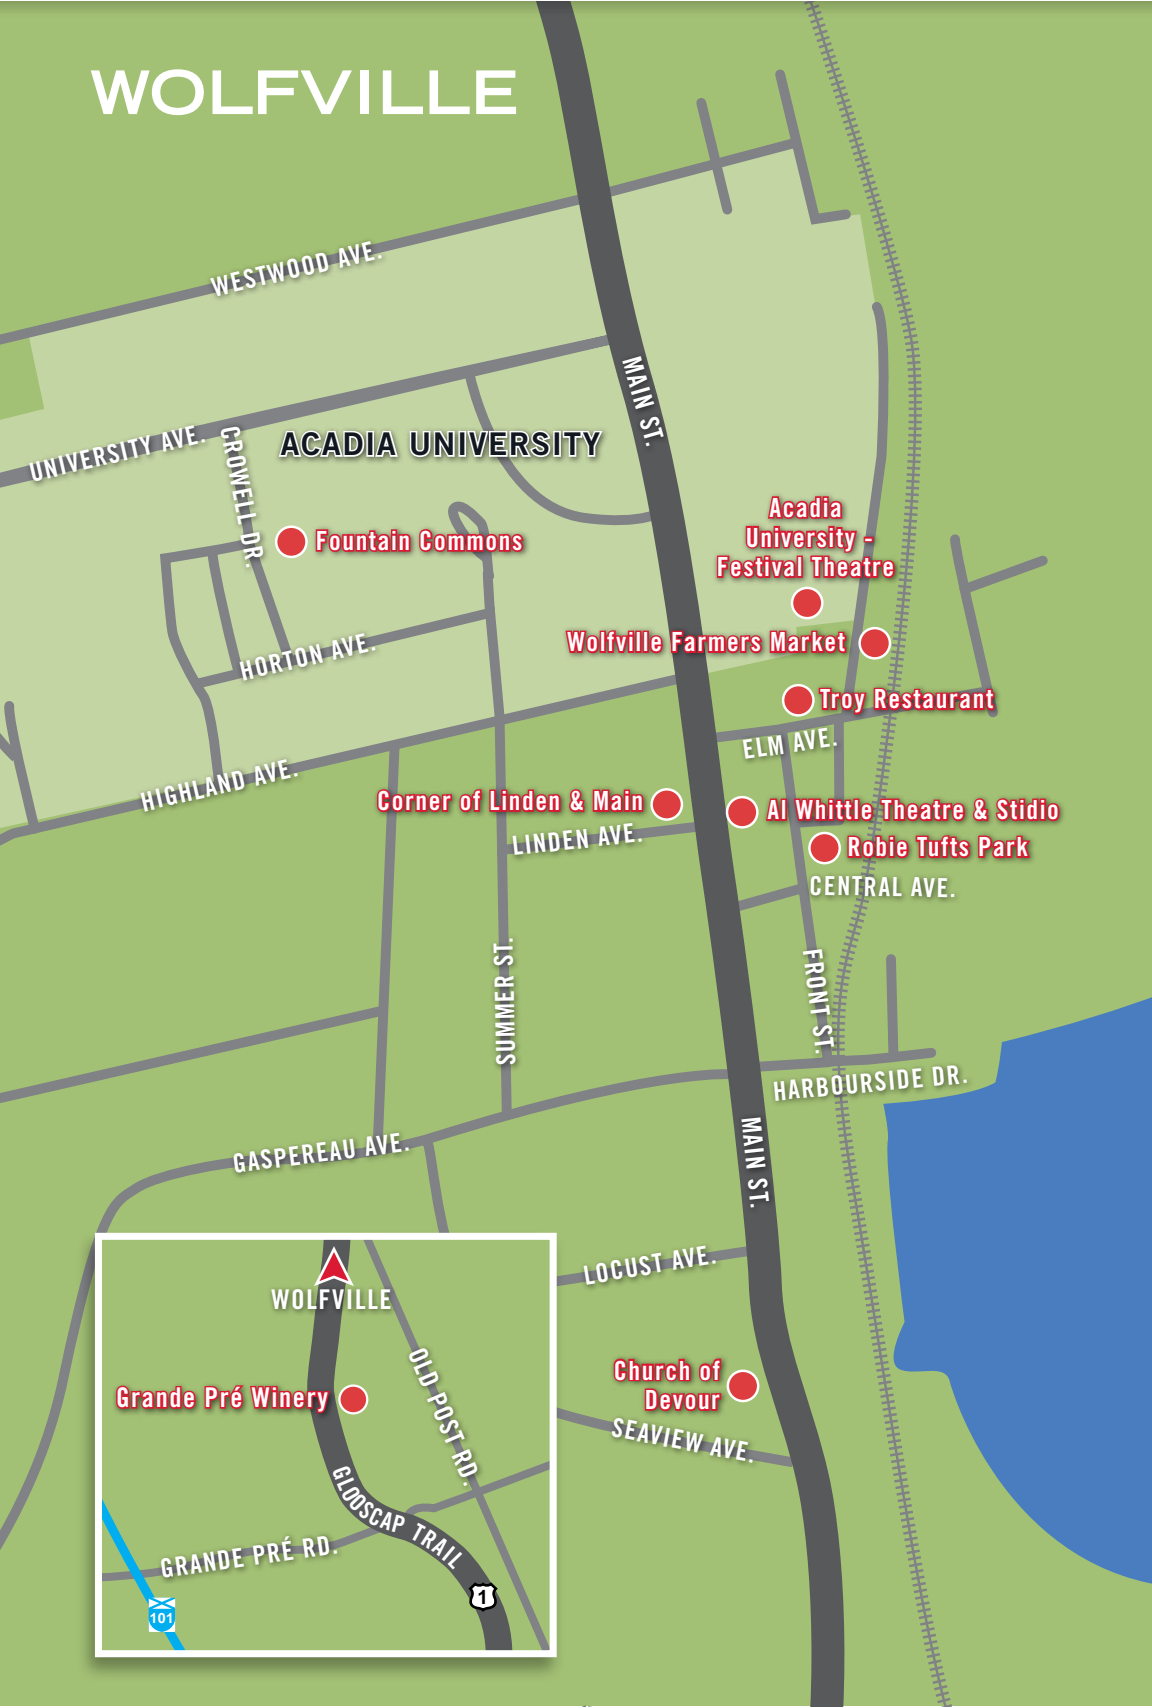 WOLFVILLE
WESTWOOD AVE.
MAIN ST.
UNIVERSITY AVE.
CROWELL DR.
ACADIA UNIVERSITY
Fountain Commons
Acadia
University -
Festival Theatre
Wolfville Farmers Market
HORTON AVE.
Troy Restaurant
ELM AVE.
HIGHLAND AVE.
Corner of Linden & Main
Al Whittle Theatre & Stidio
LINDEN AVE.
Robie Tufts Park
CENTRAL AVE.
SUMMER ST.
FRONT ST.
HARBOURSIDE DR.
GASPEREAU AVE.
MAIN ST.
LOCUST AVE.
Church of
Devour
SEAVIEW AVE.
WOLFVILLE
OLD POST RD.
Grande Pré Winery
GLOOSCAP TRAIL
GRANDE PRÉ RD.
1
101